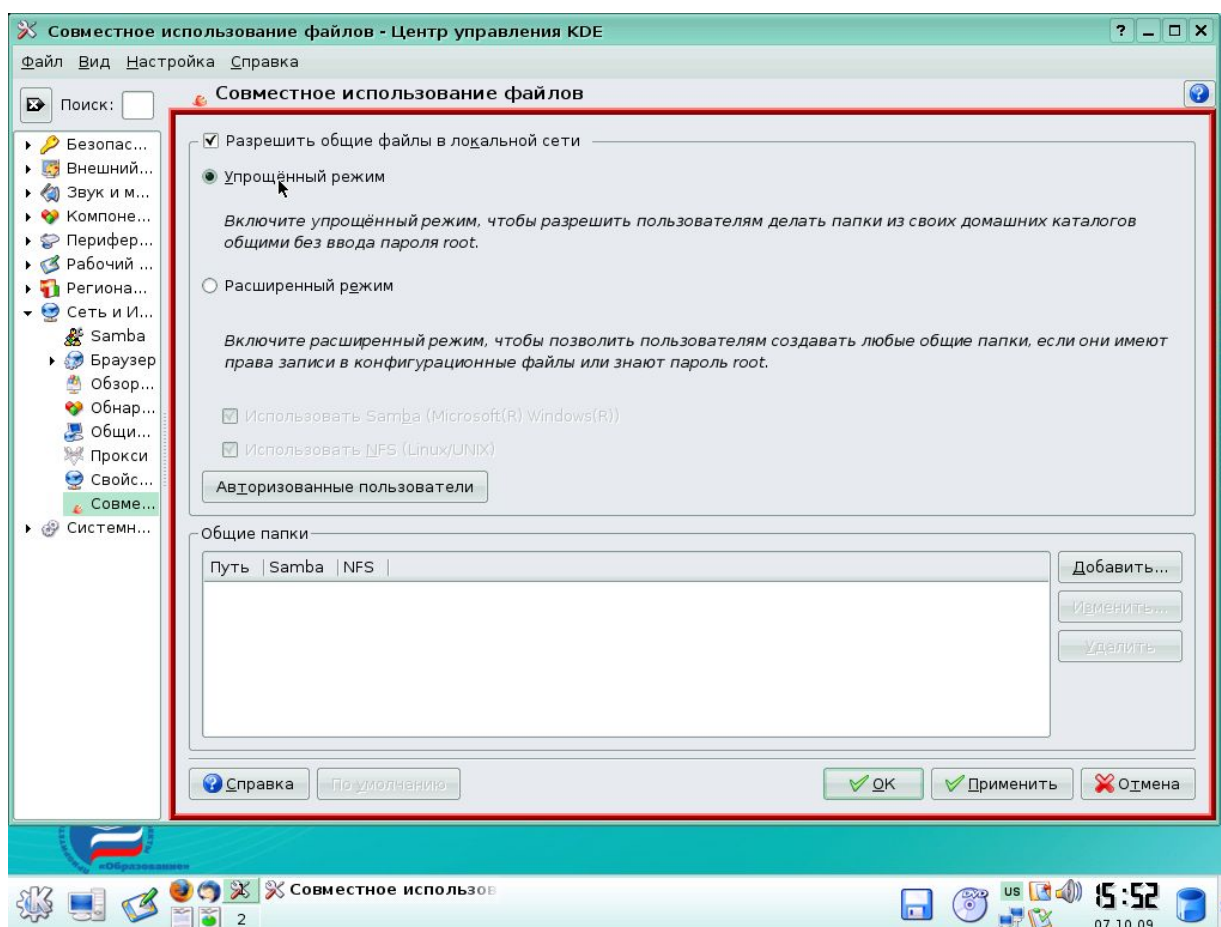 Совместное использование файлов - Центр управления KDE
Файл Вид Настройка Справка
Поиск:
Совместное использование файлов
Безопас...
Внешний...
Звук и м...
Компоне...
Перифер...
Рабочий ...
Региона...
Сеть и И...
Samba
Браузер
Обзор...
Обнар...
Общи...
Прокси
Свойс...
Совме...
Системн...
Разрешить общие файлы в локальной сети
Упрощённый режим
Включите упрощённый режим, чтобы разрешить пользователям делать папки из своих домашних каталогов
общими без ввода пароля root.
Расширенный режим
Включите расширенный режим, чтобы позволить пользователям создавать любые общие папки, если они имеют
права записи в конфигурационные файлы или знают пароль root.
Использовать Samba (Microsoft(R) Windows(R))
Использовать NFS (Linux/UNIX)
Авторизованные пользователи
Общие папки
Путь Samba NFS
Добавить...
Изменить...
Удалить
Справка
По умолчанию
OK
Применить
Отмена
«Образование»
Совместное использов
2
US
15:52
07.10.09